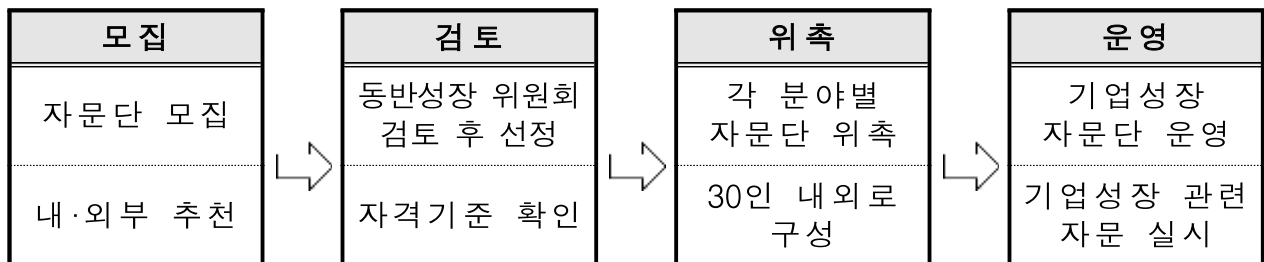 모집
자문단 모집
내·외부 추천
검토
동반성장 위원회
검토 후 선정
자격기준 확인
위촉
각 분야별
자문단 위촉
30인 내외로
구성
운영
기업성장
자문단 운영
기업성장 관련
자문 실시